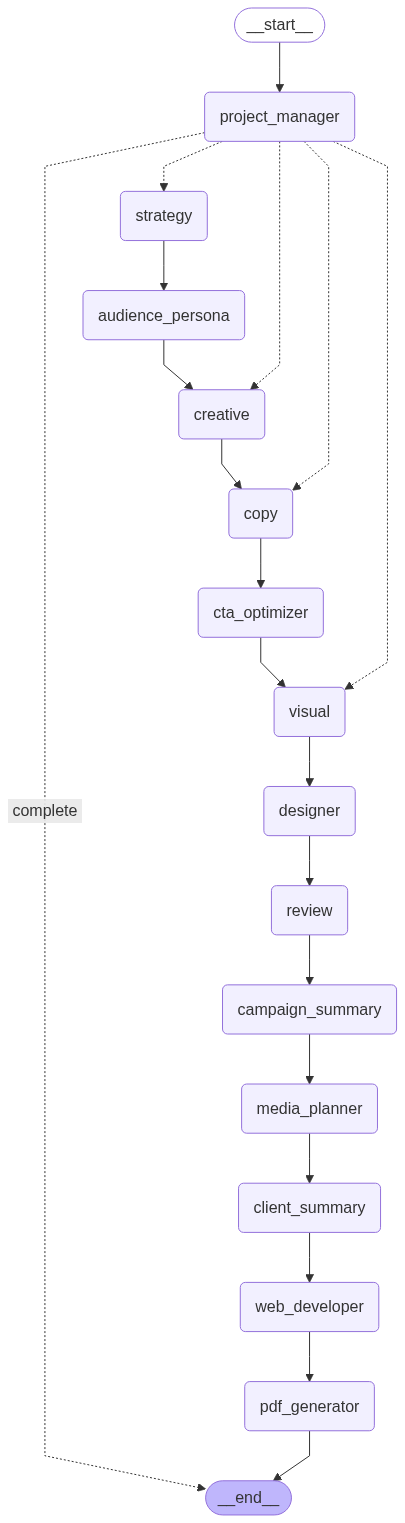 __start__
project_manager
strategy
audience_persona
creative
copy
cta_optimizer
visual
designer
complete
review
campaign_summary
media_planner
client_summary
web_developer
pdf_generator
__end__